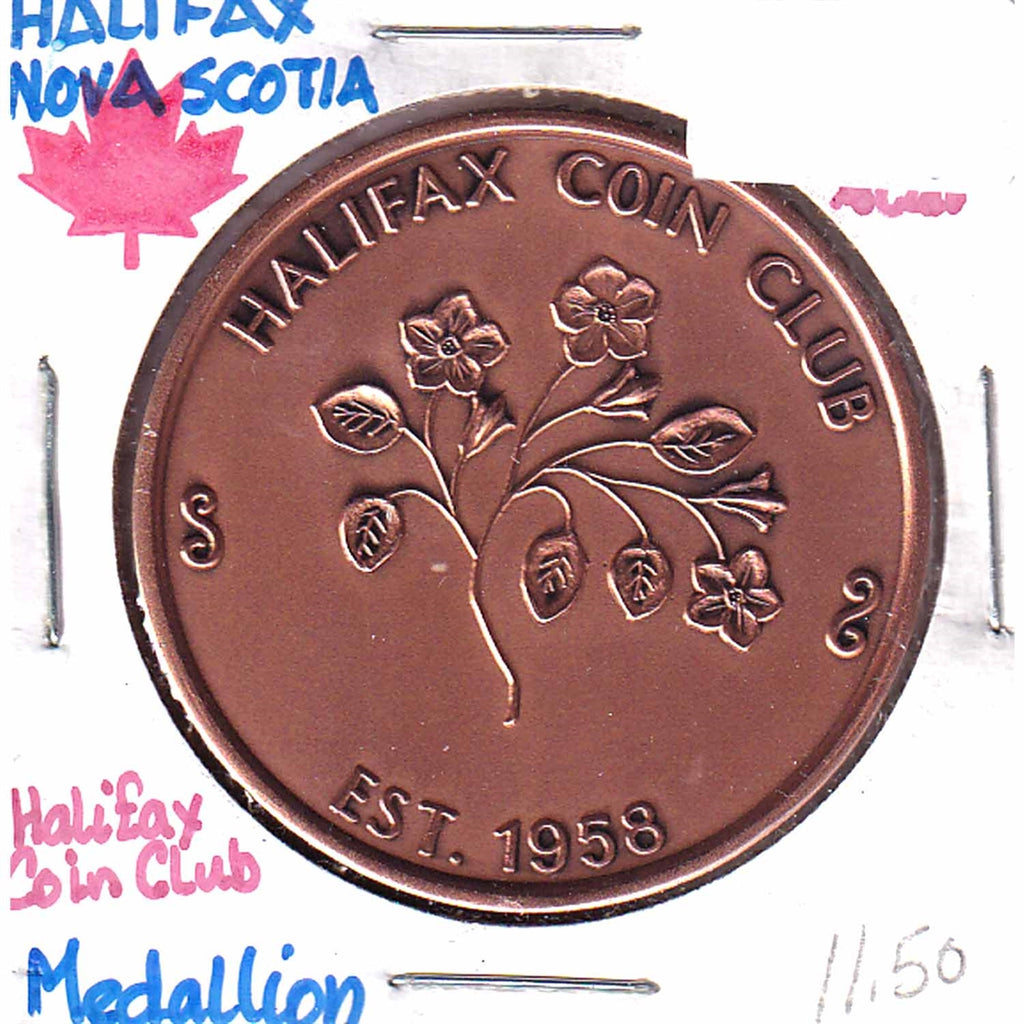 HALIFAX
NOVA SCOTIA
HALIFAX COIN CLUB
EST. 1958
Halifax
Coin Club
Medallion
11.50